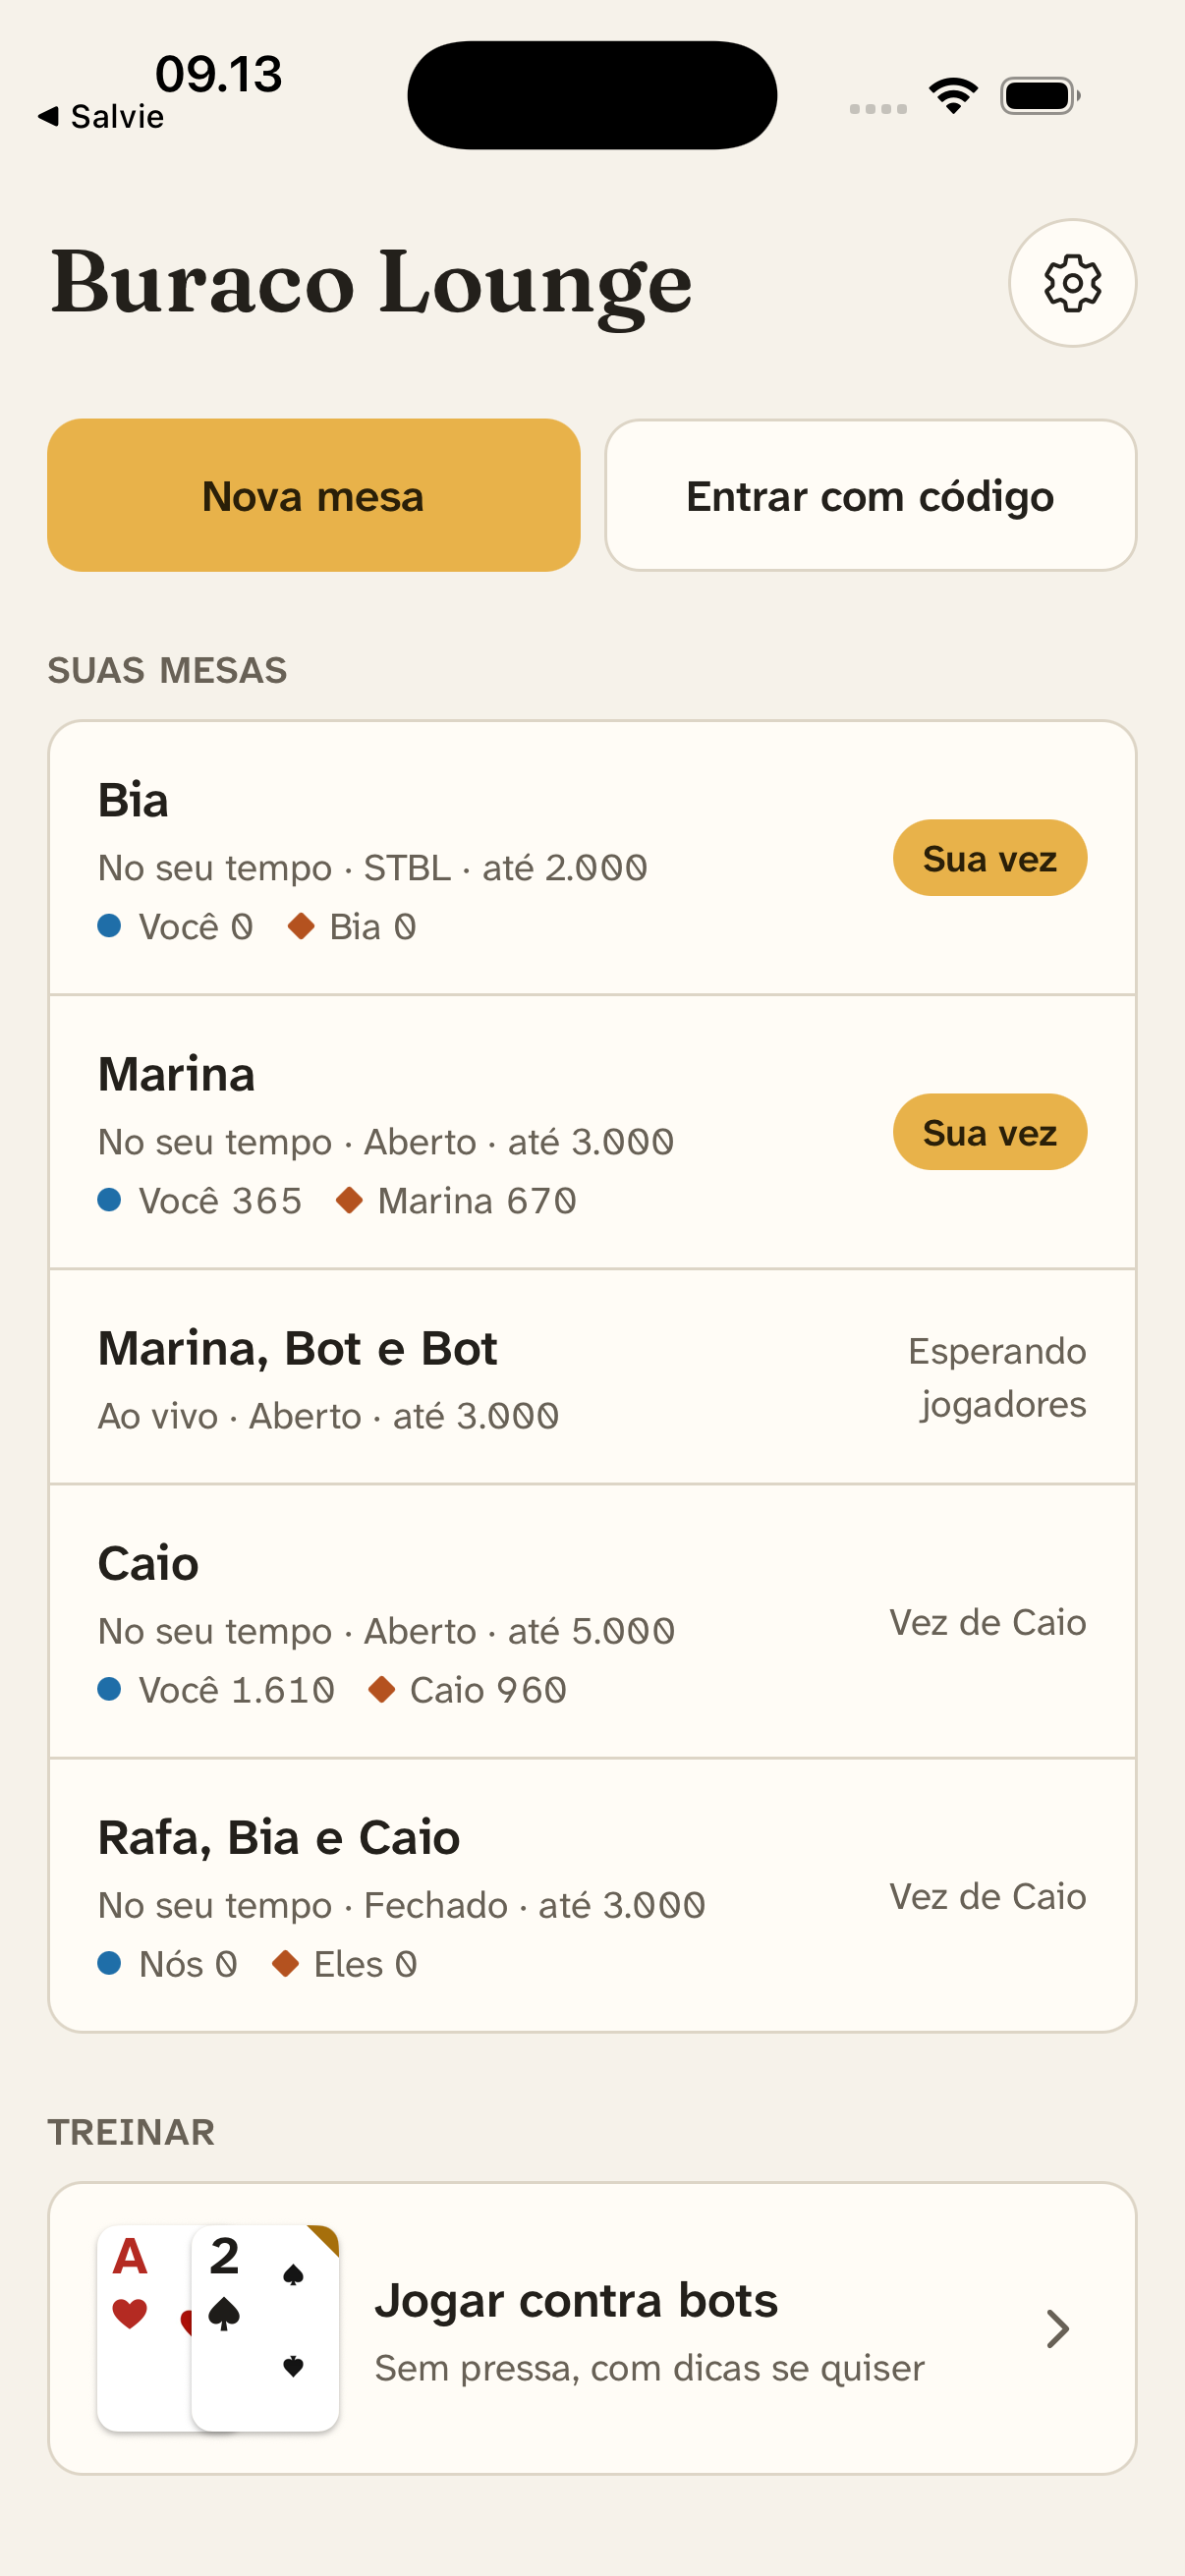 09.13
Salvie
Buraco Lounge
Nova mesa
Entrar com código
SUAS MESAS
Bia
No seu tempo · STBL · até 2.000
Você 0 Bia 0
Sua vez
Marina
No seu tempo · Aberto · até 3.000
Você 365 Marina 670
Sua vez
Marina, Bot e Bot
Ao vivo · Aberto · até 3.000
Esperando
jogadores
Caio
No seu tempo · Aberto · até 5.000
Você 1.610 Caio 960
Vez de Caio
Rafa, Bia e Caio
No seu tempo · Fechado · até 3.000
Nós 0 Eles 0
Vez de Caio
TREINAR
A
2
Jogar contra bots
Sem pressa, com dicas se quiser